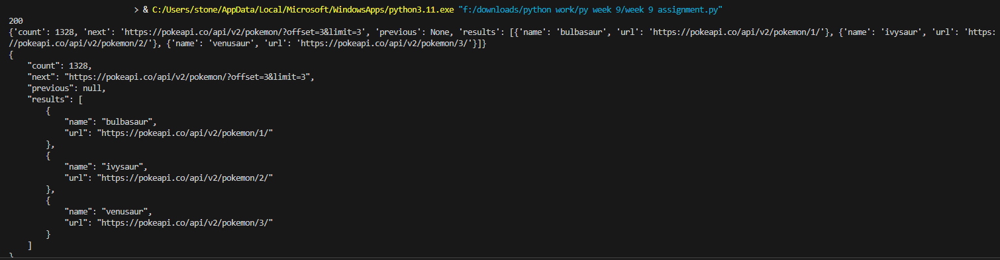 > & C:/Users/stone/AppData/Local/Microsoft/WindowsApps/python3.11.exe "f:/downloads/python work/py week 9/week 9 assignment.py"
200
{'count': 1328, 'next': 'https://pokeapi.co/api/v2/pokemon/?offset=3&limit=3', 'previous': None, 'results': [{'name': 'bulbasaur', 'url': 'https://pokeapi.co/api/v2/pokemon/1/'}, {'name': 'ivysaur', 'url': 'https:
//pokeapi.co/api/v2/pokemon/2/'}, {'name': 'venusaur', 'url': 'https://pokeapi.co/api/v2/pokemon/3/'}]}
{
    "count": 1328,
    "next": "https://pokeapi.co/api/v2/pokemon/?offset=3&limit=3",
    "previous": null,
    "results": [
        {
            "name": "bulbasaur",
            "url": "https://pokeapi.co/api/v2/pokemon/1/"
        },
        {
            "name": "ivysaur",
            "url": "https://pokeapi.co/api/v2/pokemon/2/"
        },
        {
            "name": "venusaur",
            "url": "https://pokeapi.co/api/v2/pokemon/3/"
        }
    ]
}